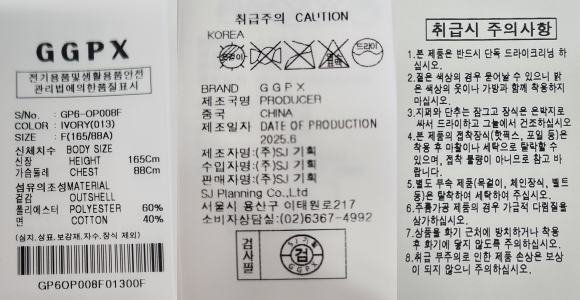 GGPX
전기용품및생활용품안전
관리법에의한품질표시
S/No. : GP6-OP008F
COLOR : IVORY(013)
SIZE : F(165/88A)
신체치수 BODY SIZE
신장 HEIGHT 165Cm
가슴둘레 CHEST 88Cm
섬유의조성MATERIAL
겉감 OUTSHELL
폴리에스터 POLYESTER 60%
면 COTTON 40%
(심지,상표,보강재,자수,장식 제외)
GP6OP008F01300F
취급주의 CAUTION
KOREA
드라이
BRAND GGPX
제조국명 PRODUCER
중국 CHINA
제조일자 DATE OF PRODUCTION
2025.6
제조자명:(주)SJ 기획
수입자명:(주)SJ 기획
판매자명:(주)SJ 기획
SJ Planning Co.,Ltd
서울시 용산구 이태원로217
소비자상담실:(02)6367-4992
검사필
SJ기획
검
GGPX
취급시 주의사항
1.본 제품은 반드시 단독 드라이크리닝 하
십시오.
2.짙은 색상의 경우 묻어날 수 있으니 밝
은 색상의 옷이나 가방과 함께 착용하지
마십시오.
3.지퍼와 단추는 잠그고 장식은 은박지로
싸서 드라이하고 그늘에서 건조하십시오
4.본 제품의 접착장식(핫픽스, 포일 등)은
착용 후 마찰이나 세탁으로 탈락할 수
있으며, 접착 불량이 아니므로 참고 바
랍니다.
5.별도 부속 제품(목걸이, 체인장식, 벨트
등)은 탈착하여 세탁하여 주십시오.
6.주름가공 제품의 경우 가급적 다림질을
삼가하십시오.
7.상품을 화기 근처에 방치하거나 착용
후 화기에 닿지 않도록 주의하십시오.
8.취급 부주의로 인한 제품 손상은 보상
이 되지 않으니 주의하십시오.